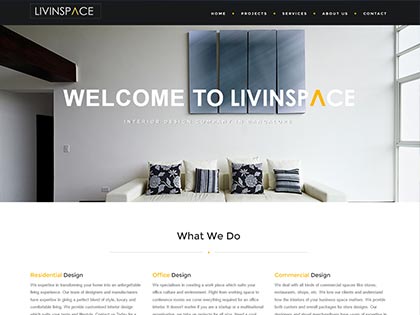 LIVINSPACE
HOME PROJECTS SERVICES ABOUT US CONTACT
WELCOME TO LIVINSPACE
INTERIOR DESIGN COMPANY IN BANGALORE
What We Do
Residential Design
We expertise in transforming your home into an unforgettable
living experience. Our team of designers and manufacturers
have expertise in giving a perfect blend of style, luxury and
comfortable living. We provide customised interior design
Office Design
We specialises in creating a work place which suits your
office culture and environment. Right from working space to
conference rooms we cover everything required for an office
interior. It doesn't matter if you are a startup or a multinational
Commercial Design
We deal with all kinds of commercial spaces like stores,
restaurants, shops, etc. We love our clients and understand
how the interiors of your business space matters. We provide
both custom and overall packages for store designs. Our